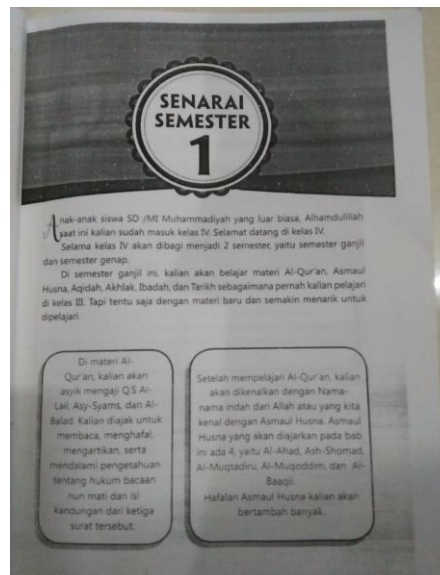 SENARAI
SEMESTER
1
Anak-anak siswa SD /MI Muhammadiyah yang luar biasa, Alhamdulillah
saat ini kalian sudah masuk kelas IV. Selamat datang di kelas IV.
Selama kelas IV akan dibagi menjadi 2 semester, yaitu semester ganjil
dan semester genap.
Di semester ganjil ini, kalian akan belajar materi Al-Qur'an, Asmaul
Husna, Aqidah, Akhlak, Ibadah, dan Tarikh sebagaimana pernah kalian pelajari
di kelas III. Tapi tentu saja dengan materi baru dan semakin menarik untuk
dipelajari.
Di materi Al-
Qur'an, kalian akan
asyik mengaji Q.S Al-
Lail, Asy-Syams, dan Al-
Balad. Kalian diajak untuk
membaca, menghafal,
mengartikan, serta
mendalami pengetahuan
tentang hukum bacaan
nun mati dan isi
kandungan dari ketiga
surat tersebut.
Setelah mempelajari Al-Qur'an, kalian
akan dikenalkan dengan Nama-
nama indah dari Allah atau yang kita
kenal dengan Asmaul Husna. Asmaul
Husna yang akan diajarkan pada bab
ini ada 4, yaitu Al-Ahad, Ash-Shomad,
Al-Muqtadiru, Al-Muqoddim, dan Al-
Baaqii.
Hafalan Asmaul Husna kalian akan
bertambah banyak.